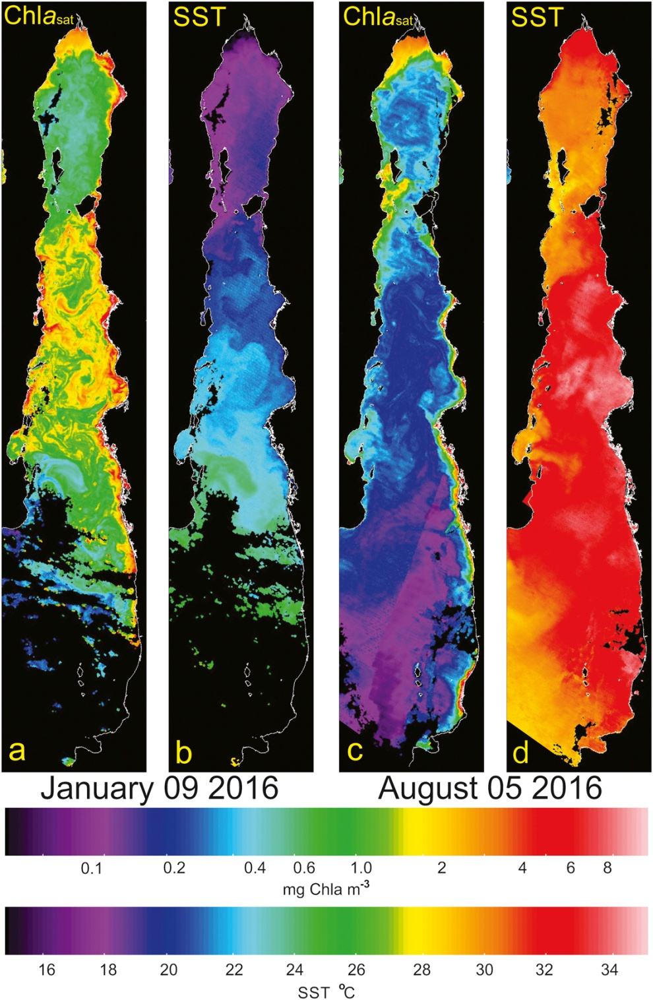 Chlasat SST Chlasat SST
a b c d
January 09 2016 August 05 2016
0.1 0.2 0.4 0.6 1.0 2 4 6 8
mg Chla m-3
16 18 20 22 24 26 28 30 32 34
SST °C